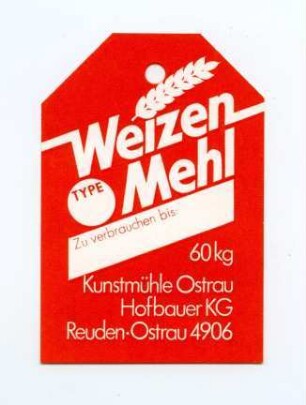 Weizen
Mehl
TYPE
Zu verbrauchen bis:
60 kg
Kunstmühle Ostrau
Hofbauer KG
Reuden-Ostrau 4906